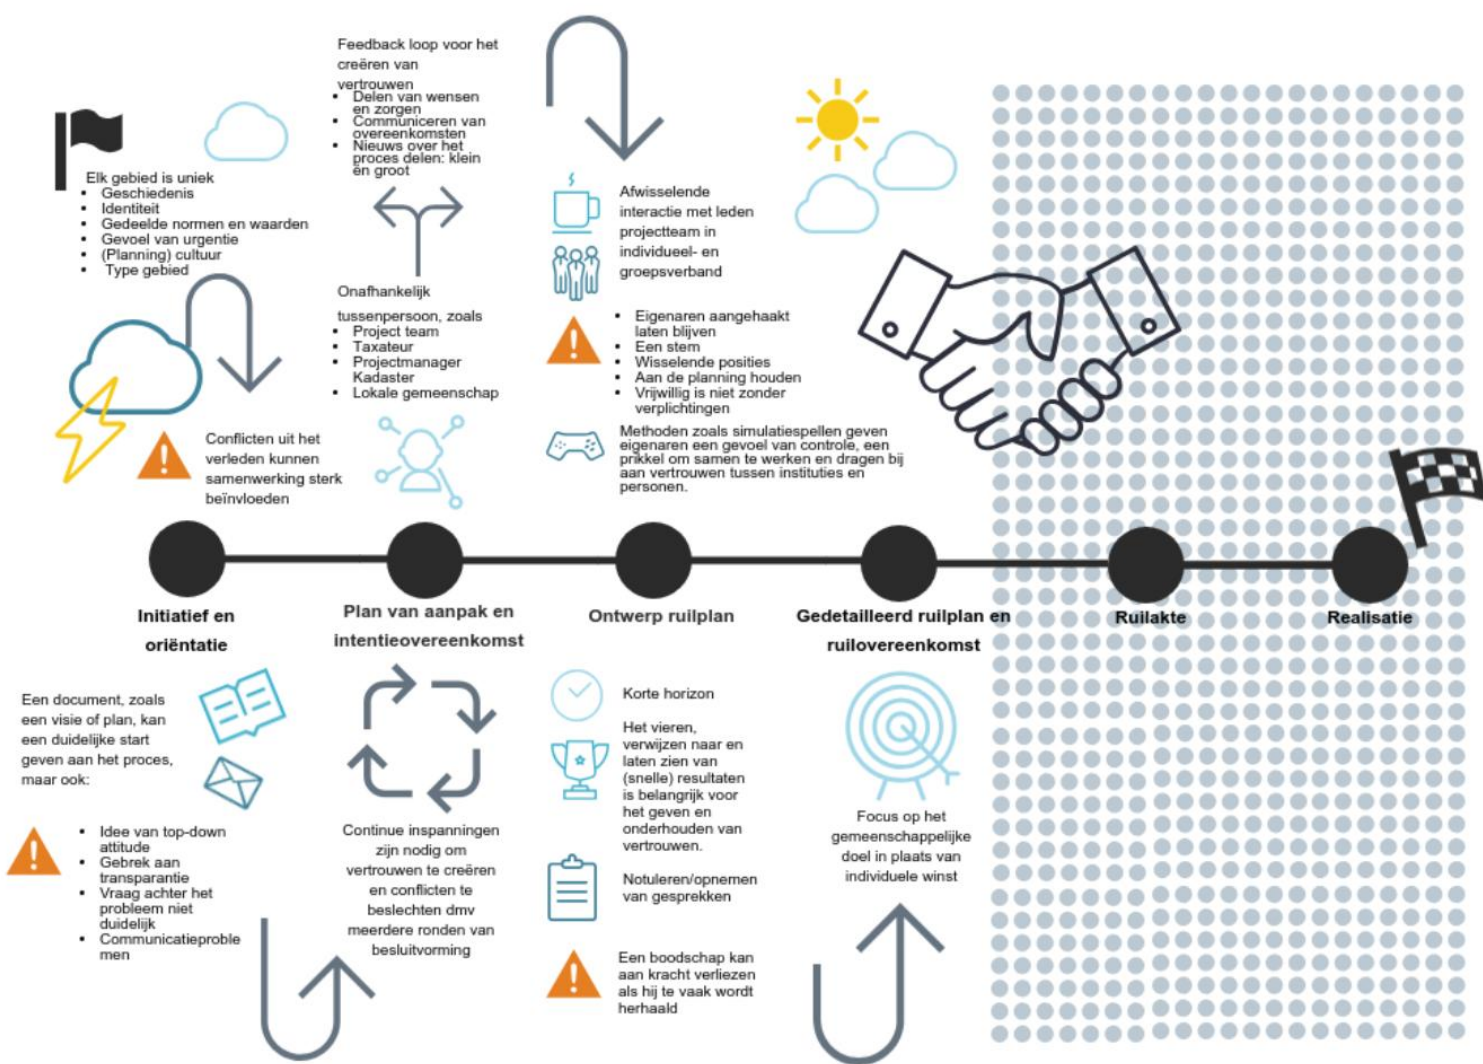 Elk gebied is uniek
▪ Geschiedenis
▪ Identiteit
▪ Gedeelde normen en waarden
▪ Gevoel van urgentie
▪ (Planning) cultuur
▪ Type gebied
Conflicten uit het
verleden kunnen
samenwerking sterk
beïnvloeden
Feedback loop voor het
creëren van
vertrouwen
▪ Delen van wensen
en zorgen
▪ Communiceren van
overeenkomsten
▪ Nieuws over het
proces delen: klein
en groot
Onafhankelijk
tussenpersoon, zoals
▪ Project team
▪ Taxateur
▪ Projectmanager
Kadaster
▪ Lokale gemeenschap
Afwisselende
interactie met leden
projectteam in
individueel- en
groepsverband
▪ Eigenaren aangehaakt
laten blijven
▪ Een stem
▪ Wisselende posities
▪ Aan de planning houden
▪ Vrijwillig is niet zonder
verplichtingen
Methoden zoals simulatiespellen geven
eigenaren een gevoel van controle, een
prikkel om samen te werken en dragen bij
aan vertrouwen tussen instituties en
personen.
Initiatief en
oriëntatie
Plan van aanpak en
intentieovereenkomst
Ontwerp ruilplan
Gedetailleerd ruilplan en
ruilovereenkomst
Ruilakte
Realisatie
Een document, zoals
een visie of plan, kan
een duidelijke start
geven aan het proces,
maar ook:
▪ Idee van top-down
attitude
▪ Gebrek aan
transparantie
▪ Vraag achter het
probleem niet
duidelijk
▪ Communicatieproble
men
Continue inspanningen
zijn nodig om
vertrouwen te creëren
en conflicten te
beslechten dmv
meerdere ronden van
besluitvorming
Korte horizon
Het vieren,
verwijzen naar en
laten zien van
(snelle) resultaten
is belangrijk voor
het geven en
onderhouden van
vertrouwen.
Notuleren/opnemen
van gesprekken
Een boodschap kan
aan kracht verliezen
als hij te vaak wordt
herhaald
Focus op het
gemeenschappelijke
doel in plaats van
individuele winst